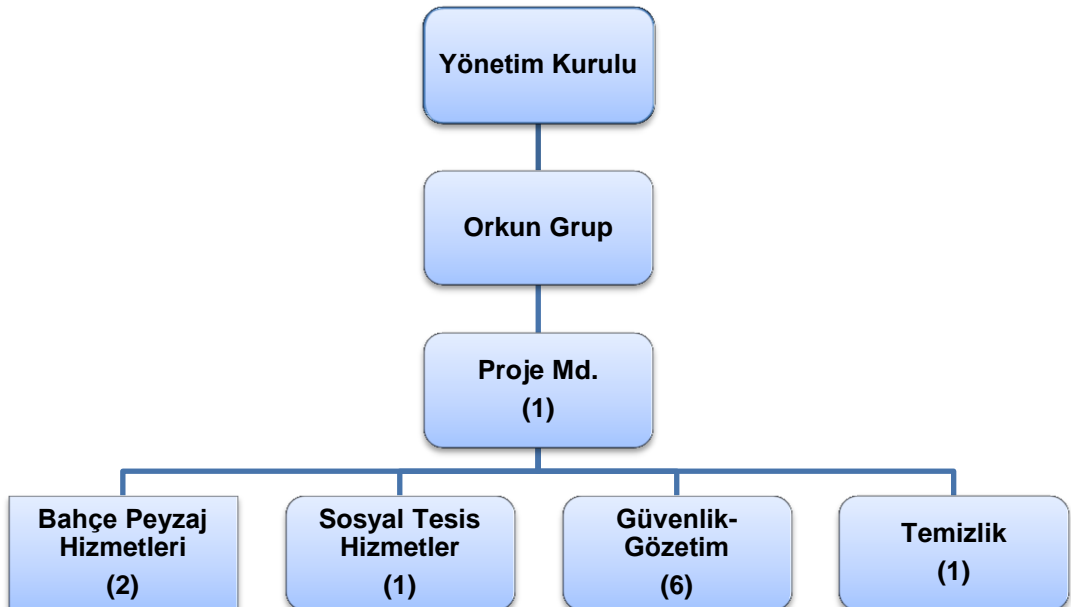 Yönetim Kurulu
Orkun Grup
Proje Md.
(1)
Bahçe Peyzaj
Hizmetleri
(2)
Sosyal Tesis
Hizmetler
(1)
Güvenlik-
Gözetim
(6)
Temizlik
(1)